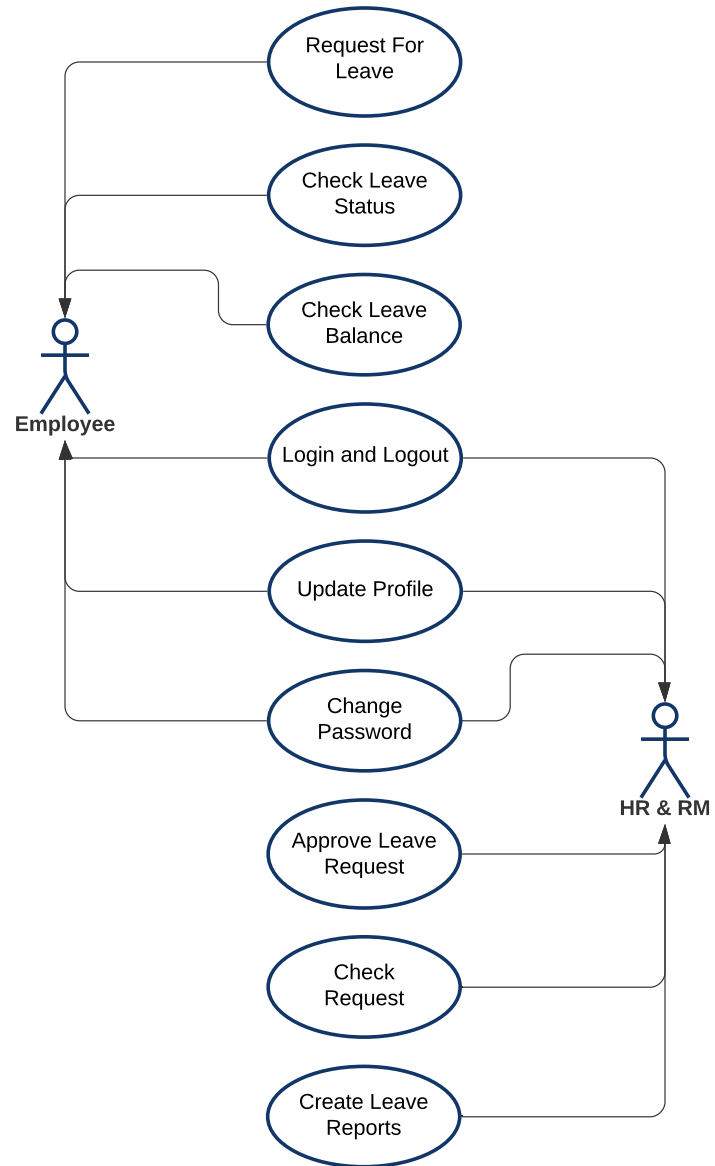 Request For
Leave
Check Leave
Status
Check Leave
Balance
Employee
Login and Logout
Update Profile
Change
Password
HR & RM
Approve Leave
Request
Check
Request
Create Leave
Reports